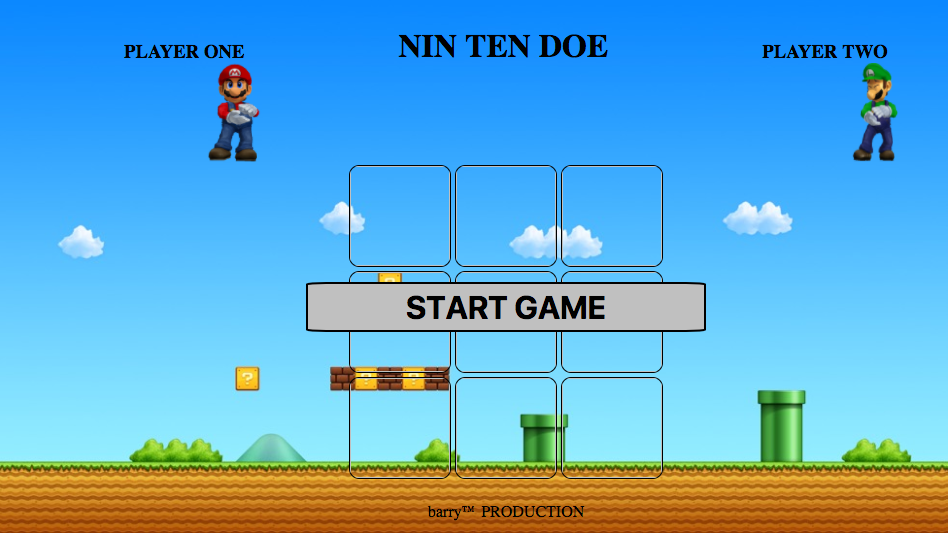 NIN TEN DOE
PLAYER ONE
PLAYER TWO
START GAME
barry™ PRODUCTION